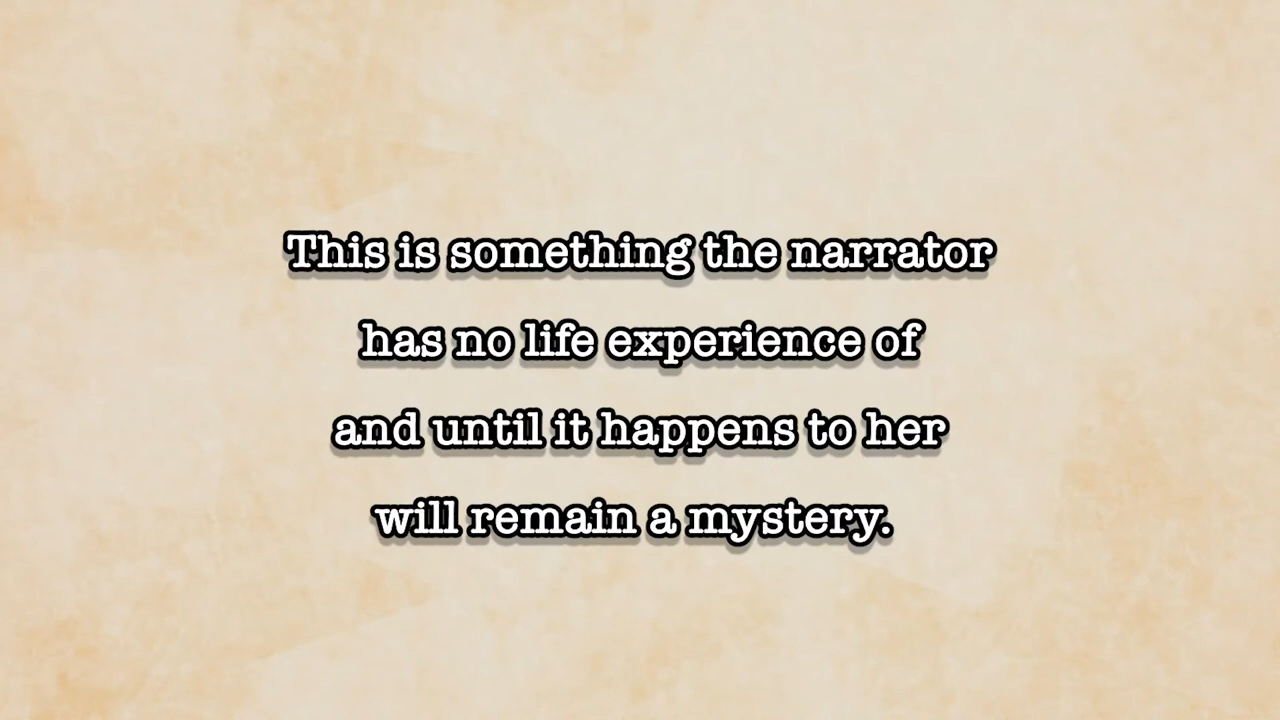 This is something the narrator
has no life experience of
and until it happens to her
will remain a mystery.